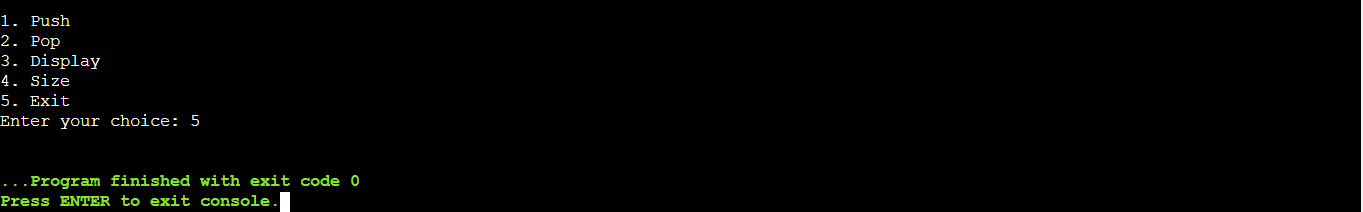 1. Push
2. Pop
3. Display
4. Size
5. Exit
Enter your choice: 5
...Program finished with exit code 0
Press ENTER to exit console.